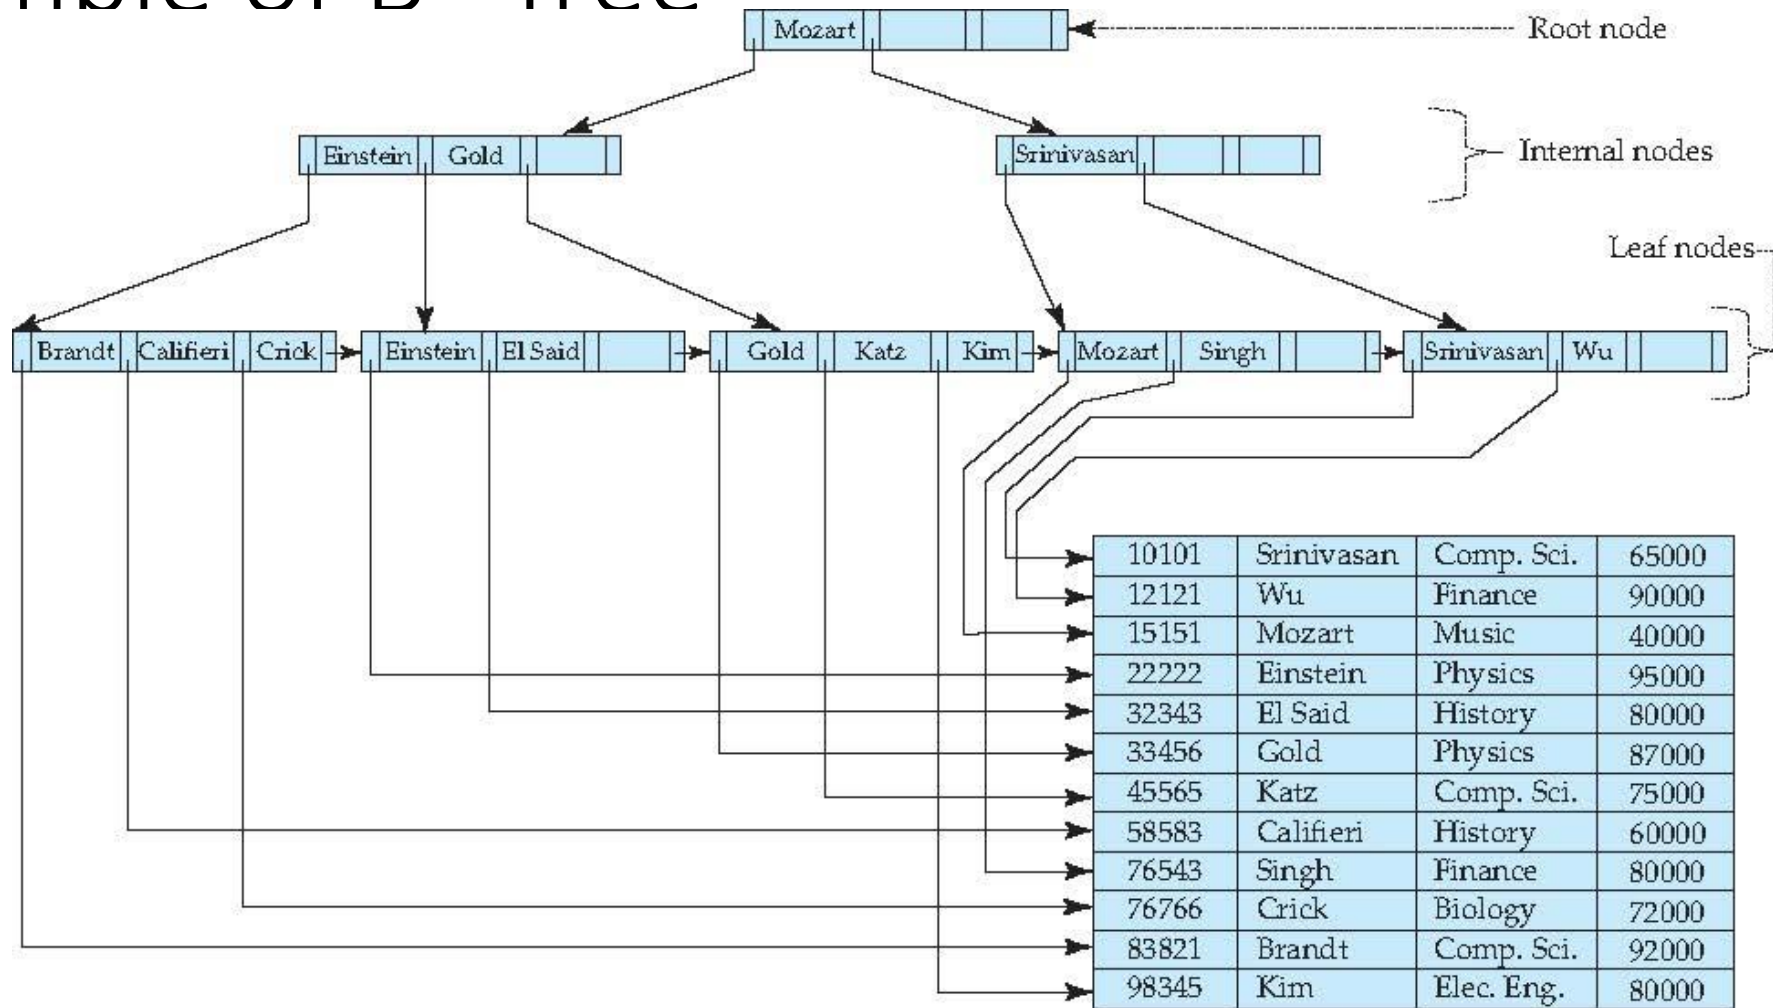 Mozart
Root node
Einstein Gold
Srinivasan
Internal nodes
Leaf nodes
Brandt Califieri Crick
Einstein El Said
Gold Katz Kim
Mozart Singh
Srinivasan Wu
10101 Srinivasan Comp. Sci. 65000
12121 Wu Finance 90000
15151 Mozart Music 40000
22222 Einstein Physics 95000
32343 El Said History 80000
33456 Gold Physics 87000
45565 Katz Comp. Sci. 75000
58583 Califieri History 60000
76543 Singh Finance 80000
76766 Crick Biology 72000
83821 Brandt Comp. Sci. 92000
98345 Kim Elec. Eng. 80000